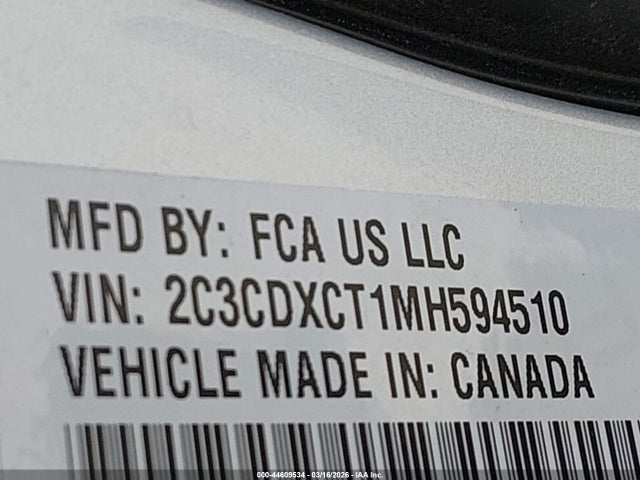 MFD BY: FCA US LLC
VIN: 2C3CDXCT1MH594510
VEHICLE MADE IN: CANADA
000-44609534 - 03/16/2026 - IAA Inc.